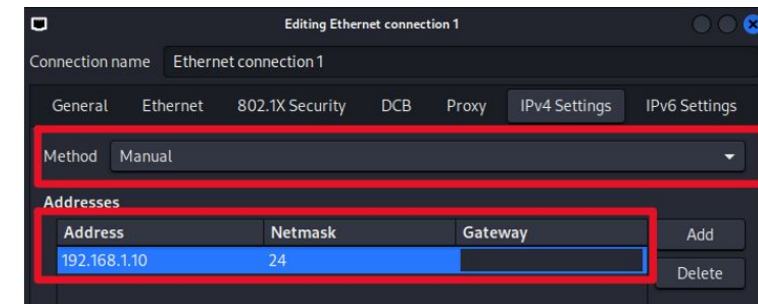 Editing Ethernet connection 1
Connection name Ethernet connection 1
General Ethernet 802.1X Security DCB Proxy IPv4 Settings IPv6 Settings
Method Manual
Addresses
Address Netmask Gateway Add
192.168.1.10 24
Delete